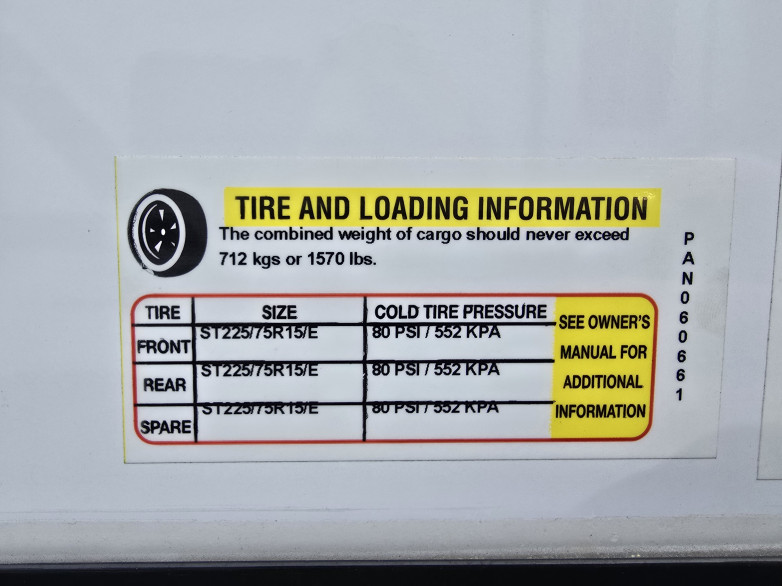 TIRE AND LOADING INFORMATION
The combined weight of cargo should never exceed
712 kgs or 1570 lbs.
TIRE SIZE COLD TIRE PRESSURE
FRONT ST225/75R15/E 80 PSI / 552 KPA
REAR ST225/75R15/E 80 PSI / 552 KPA
SPARE ST225/75R15/E 80 PSI / 552 KPA
SEE OWNER'S
MANUAL FOR
ADDITIONAL
INFORMATION
PAN060661